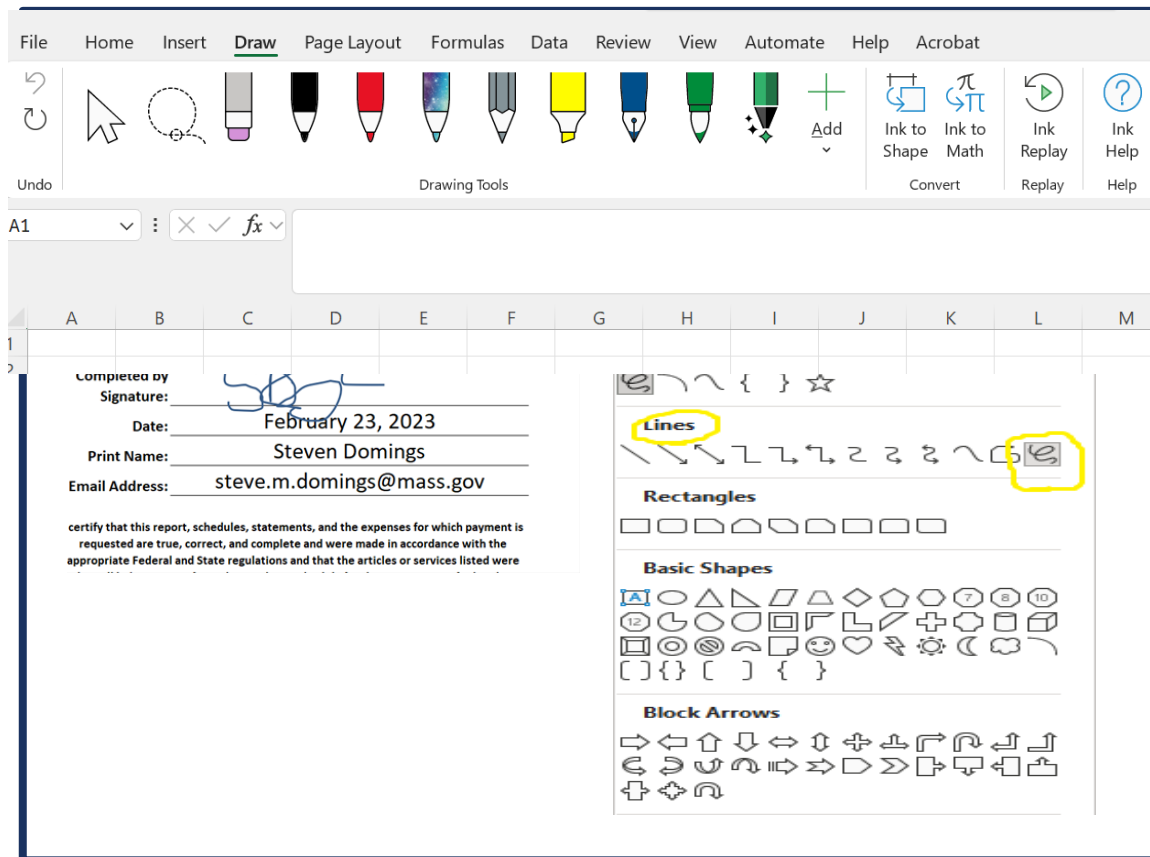 File Home Insert Draw Page Layout Formulas Data Review View Automate Help Acrobat
Add
Ink to Shape
Ink to Math
Ink Replay
Ink Help
Undo Drawing Tools Convert Replay Help
A1 fx
A B C D E F G H I J K L M
1
Completed by
Signature:
Date: February 23, 2023
Print Name: Steven Domings
Email Address: steve.m.domings@mass.gov
certify that this report, schedules, statements, and the expenses for which payment is
requested are true, correct, and complete and were made in accordance with the
appropriate Federal and State regulations and that the articles or services listed were
Lines
Rectangles
Basic Shapes
A 7 8 10
12
Block Arrows